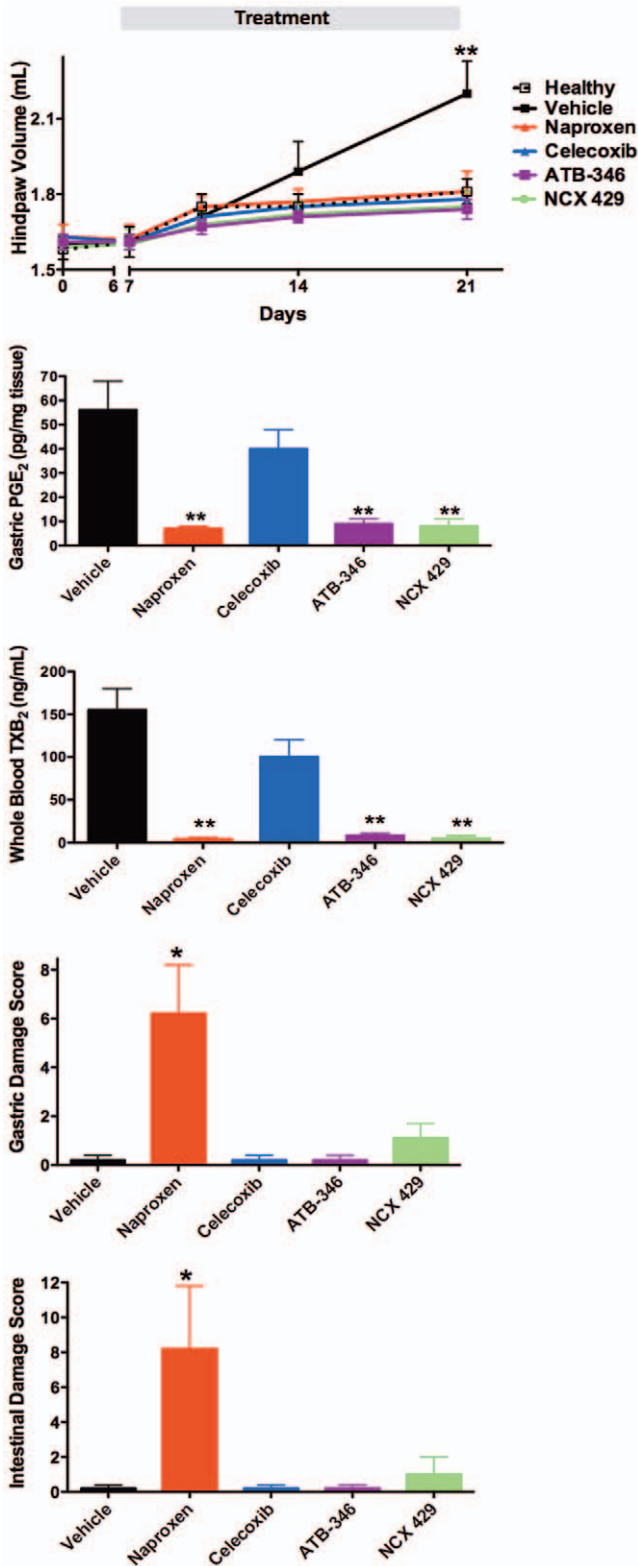 Treatment
Hindpaw Volume (mL)
2.1
1.8
1.5
**
0 6 7 14 21
Days
Healthy
Vehicle
Naproxen
Celecoxib
ATB-346
NCX 429
Gastric PGE2 (pg/mg tissue)
70
60
50
40
30
20
10
0
** ** **
Vehicle Naproxen Celecoxib ATB-346 NCX 429
Whole Blood TXB2 (ng/mL)
200
150
100
50
0
** ** **
Vehicle Naproxen Celecoxib ATB-346 NCX 429
Gastric Damage Score
8
6
4
2
0
*
Vehicle Naproxen Celecoxib ATB-346 NCX 429
Intestinal Damage Score
12
10
8
6
4
2
0
*
Vehicle Naproxen Celecoxib ATB-346 NCX 429